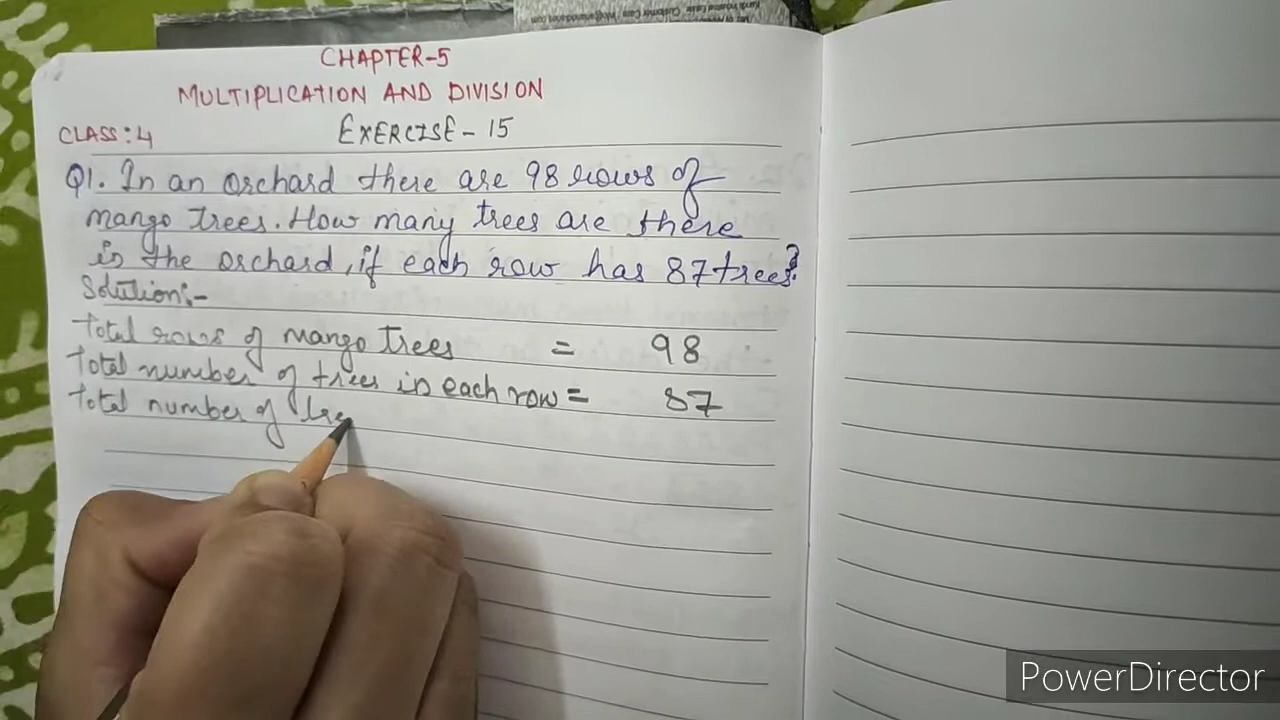 CHAPTER-5
MULTIPLICATION AND DIVISION
CLASS: 4
EXERCISE - 15
Q1. In an orchard there are 98 rows of
mango trees. How many trees are there
in the orchard, if each row has 87 trees?
Solution:-
Total rows of mango trees = 98
Total number of trees in each row = 87
Total number of tre
PowerDirector